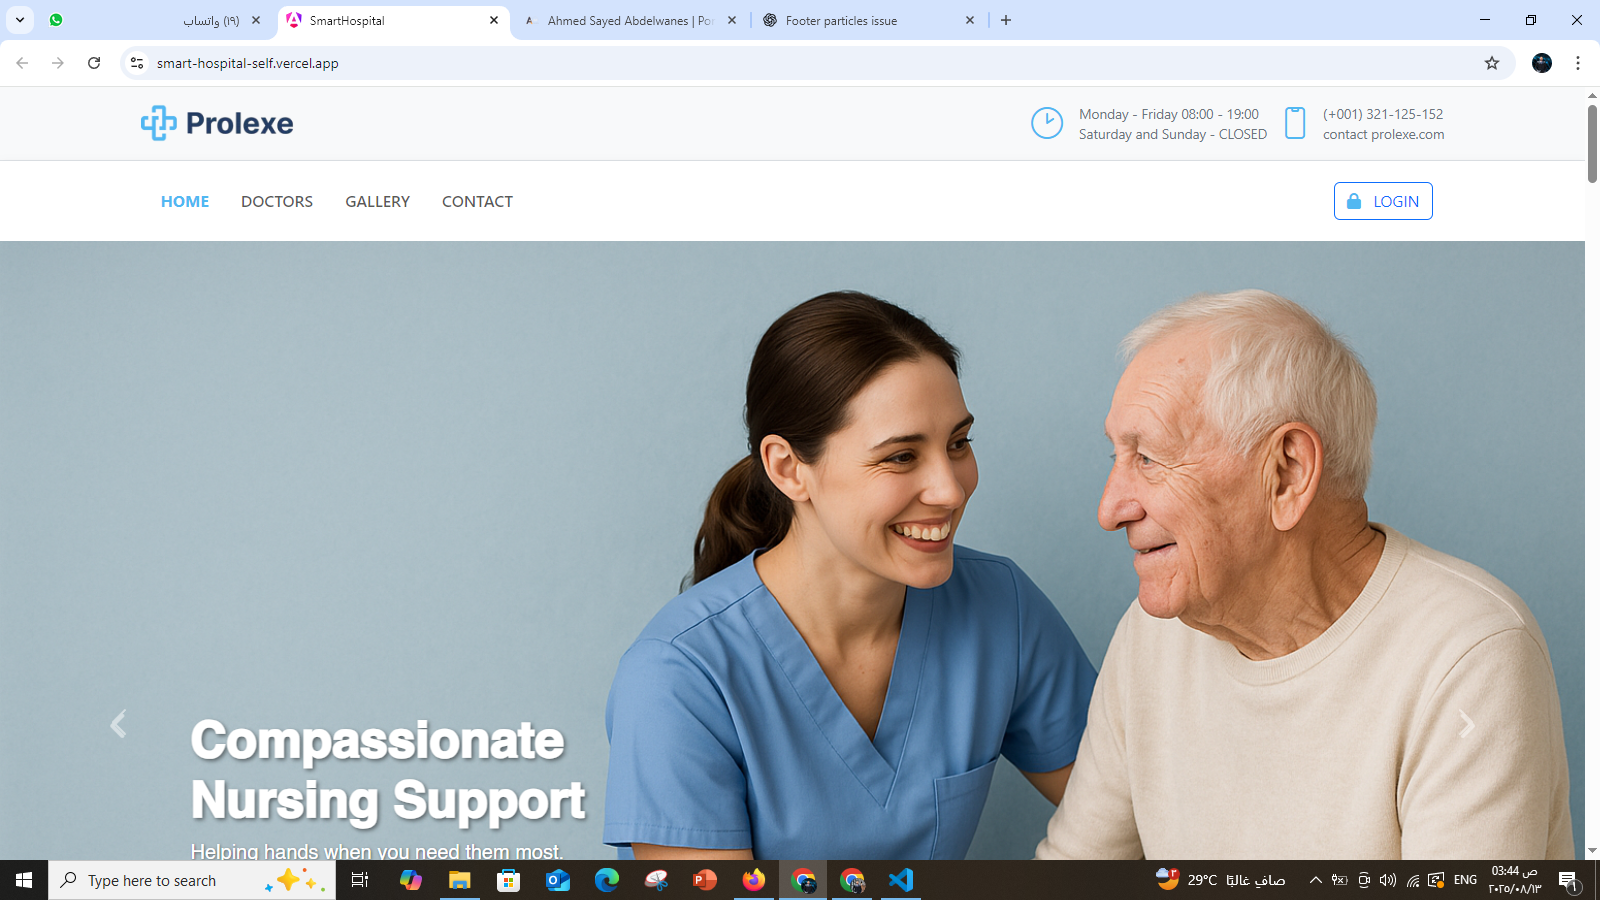 (١٩) واتساب
SmartHospital
Ahmed Sayed Abdelwanes | Po
Footer particles issue
smart-hospital-self.vercel.app
Prolexe
Monday - Friday 08:00 - 19:00
Saturday and Sunday - CLOSED
(+001) 321-125-152
contact prolexe.com
HOME
DOCTORS
GALLERY
CONTACT
LOGIN
Compassionate
Nursing Support
Helping hands when you need them most.
Type here to search
29°C
صافٍ غالبًا
ENG
03:44 ص
٢٠٢٥/٠٨/١٣